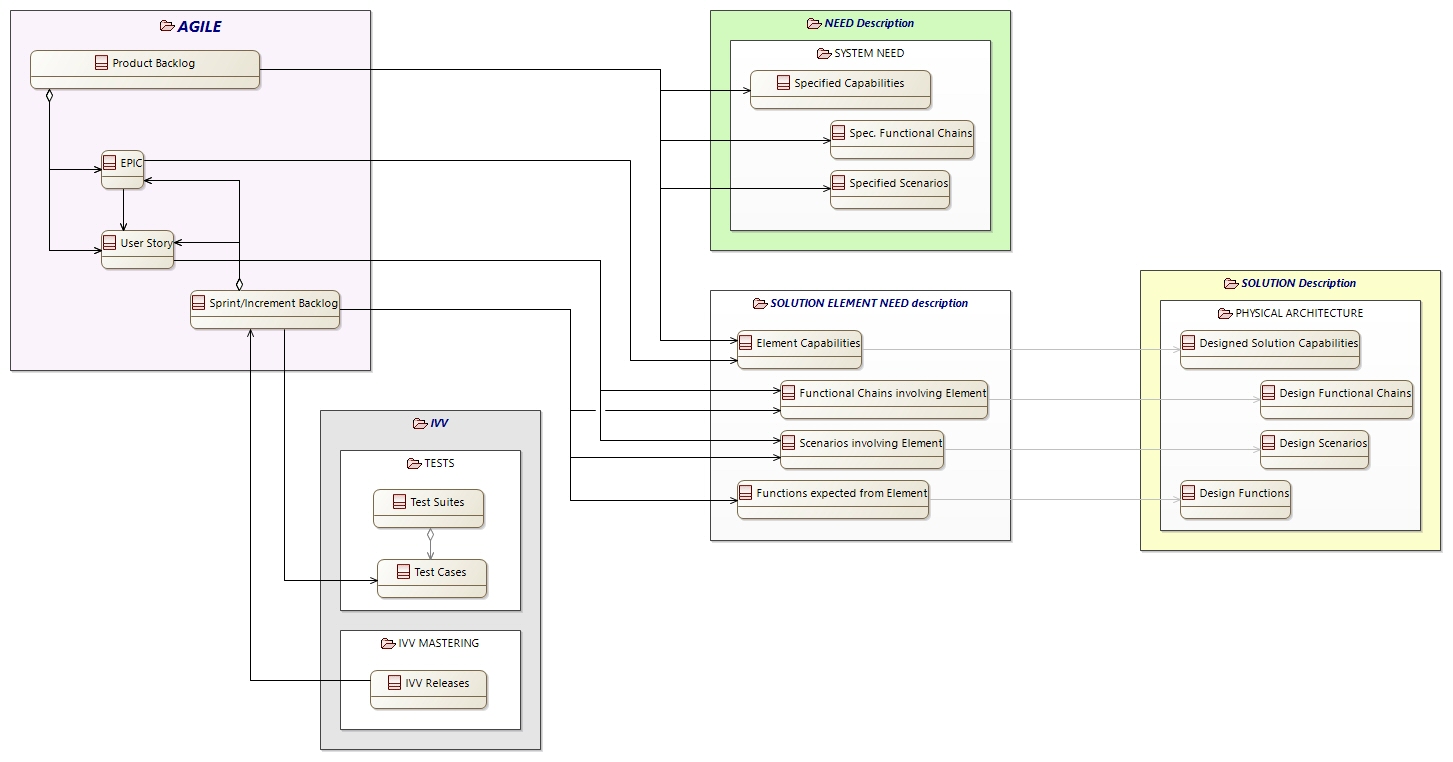 AGILE
Product Backlog
EPIC
User Story
Sprint/Increment Backlog
NEED Description
SYSTEM NEED
Specified Capabilities
Spec. Functional Chains
Specified Scenarios
SOLUTION ELEMENT NEED description
Element Capabilities
Functional Chains involving Element
Scenarios involving Element
Functions expected from Element
SOLUTION Description
PHYSICAL ARCHITECTURE
Designed Solution Capabilities
Design Functional Chains
Design Scenarios
Design Functions
IVV
TESTS
Test Suites
Test Cases
IVV MASTERING
IVV Releases